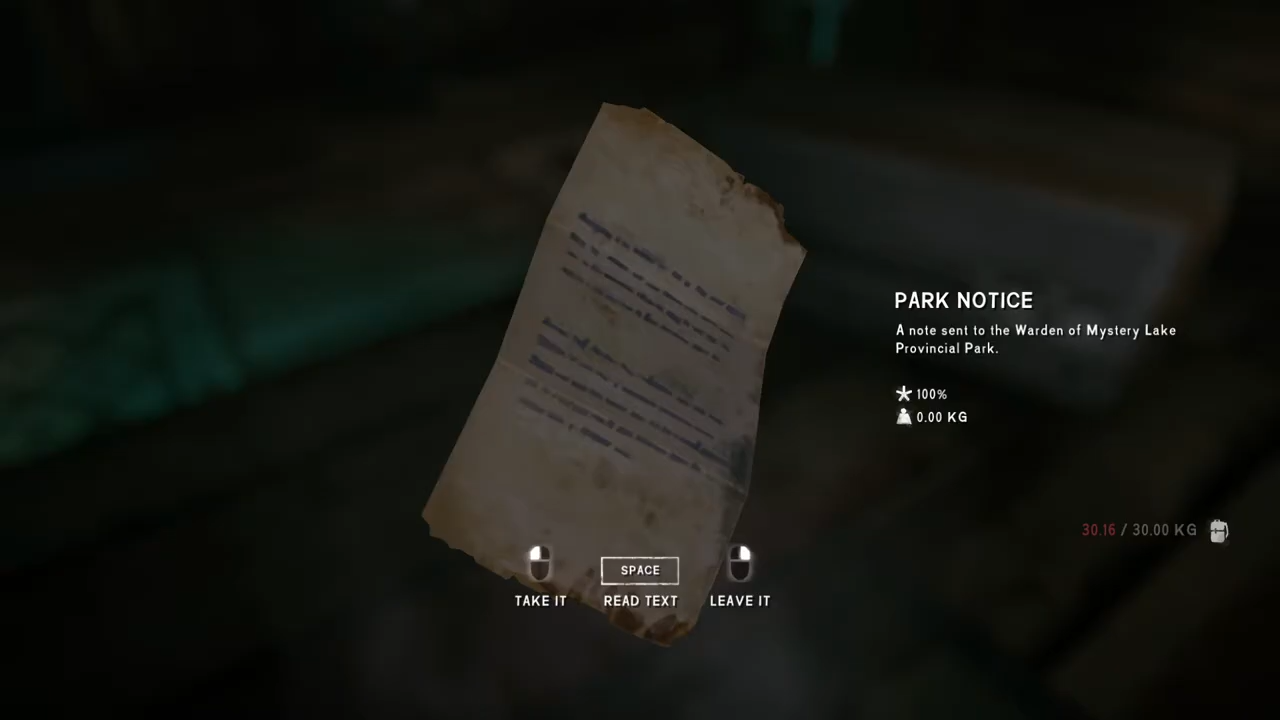 PARK NOTICE
A note sent to the Warden of Mystery Lake
Provincial Park.
100%
0.00 KG
30.16 / 30.00 KG
SPACE
TAKE IT READ TEXT LEAVE IT